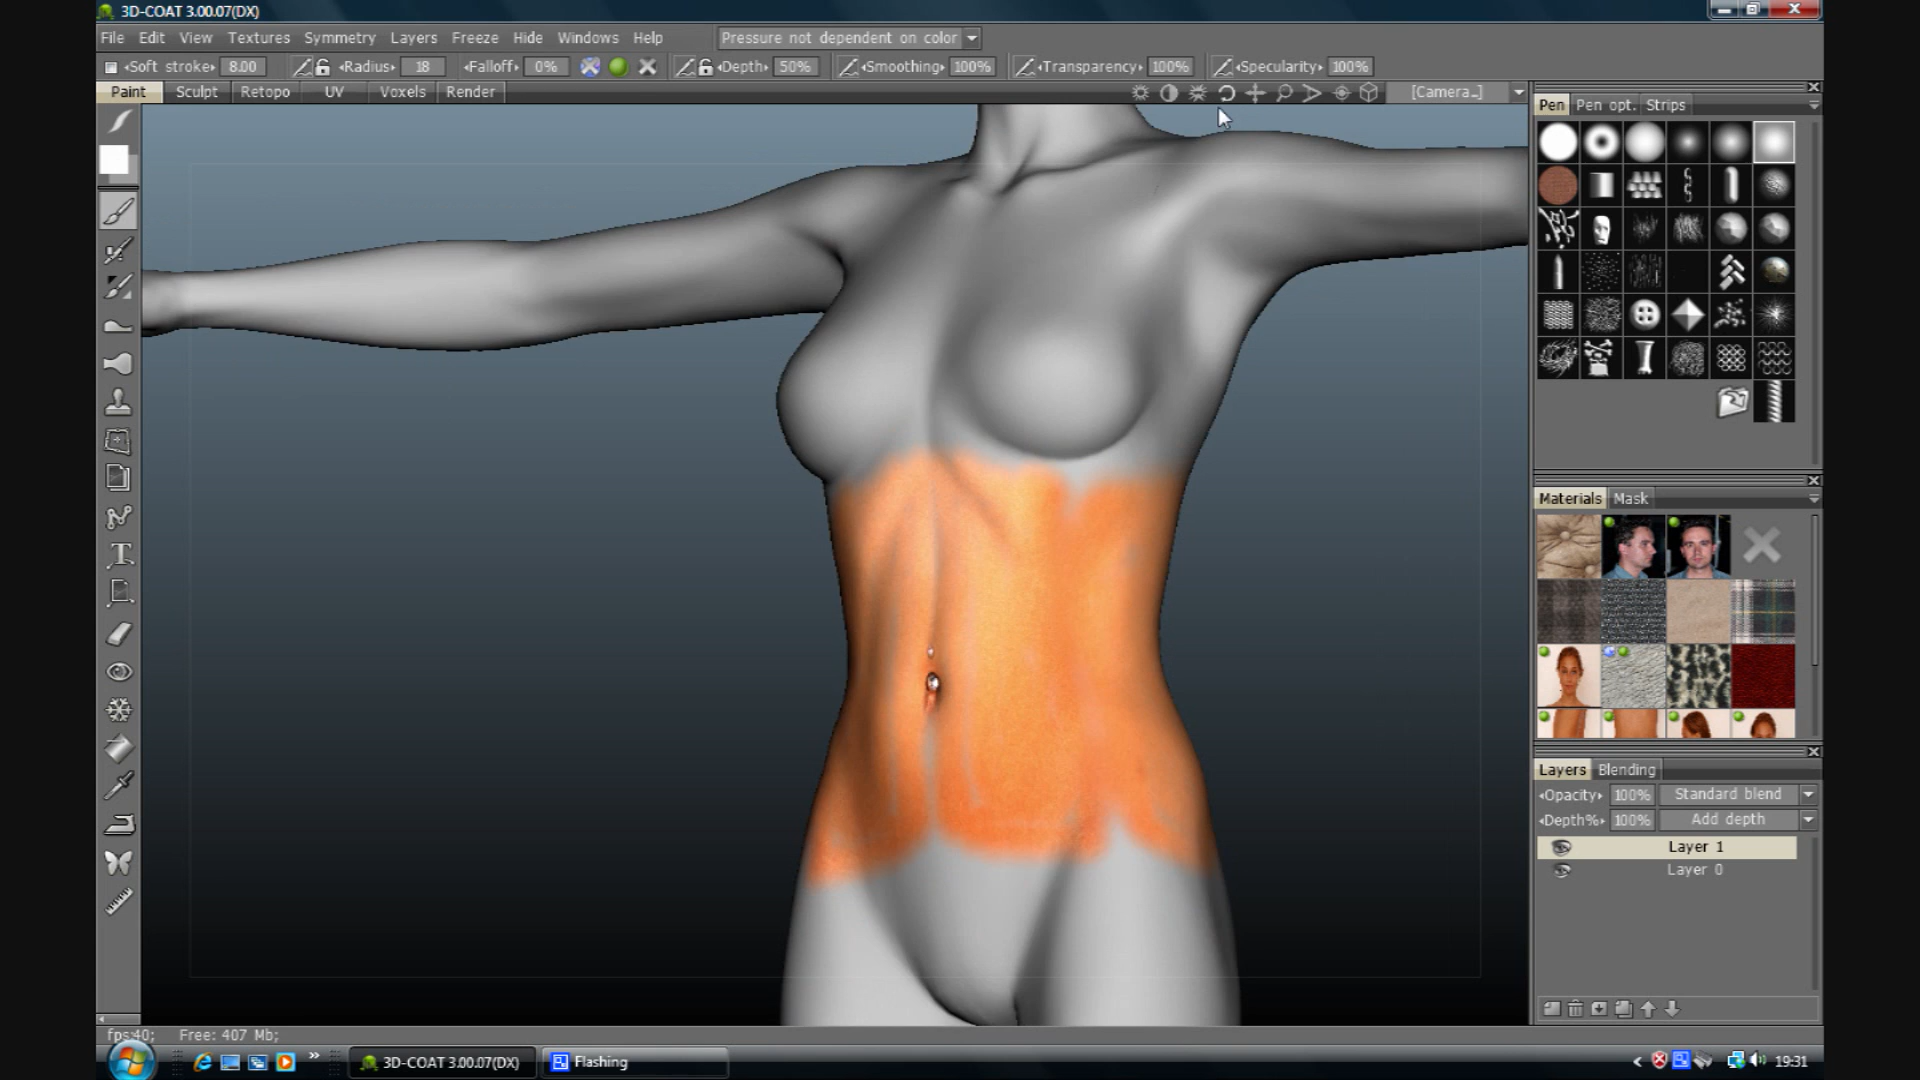 3D-COAT 3.00.07(DX)
File Edit View Textures Symmetry Layers Freeze Hide Windows Help Pressure not dependent on color
Soft stroke 8.00 Radius 18 Falloff 0% Depth 50% Smoothing 100% Transparency 100% Specularity 100%
Paint Sculpt Retopo UV Voxels Render [Camera..]
Pen Pen opt. Strips
Materials Mask
Layers Blending
Opacity 100% Standard blend
Depth% 100% Add depth
Layer 1
Layer 0
fps:40; Free: 407 Mb;
3D-COAT 3.00.07(DX) Flashing 19:31